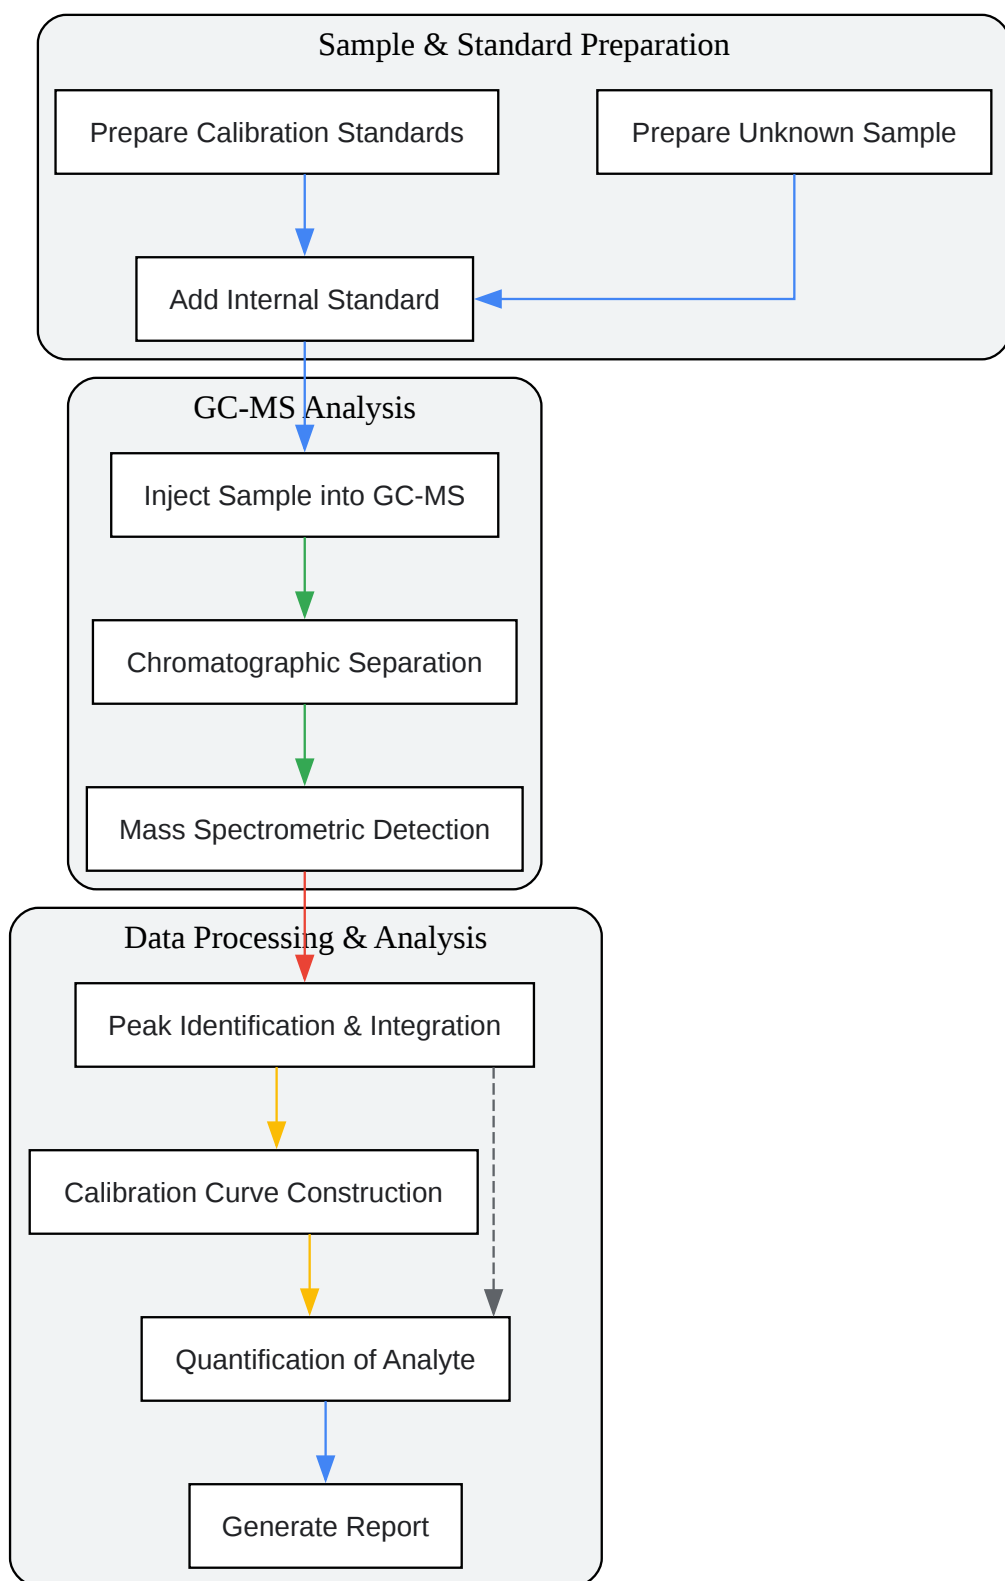 Sample & Standard Preparation
Prepare Calibration Standards
Prepare Unknown Sample
Add Internal Standard
GC-MS Analysis
Inject Sample into GC-MS
Chromatographic Separation
Mass Spectrometric Detection
Data Processing & Analysis
Peak Identification & Integration
Calibration Curve Construction
Quantification of Analyte
Generate Report